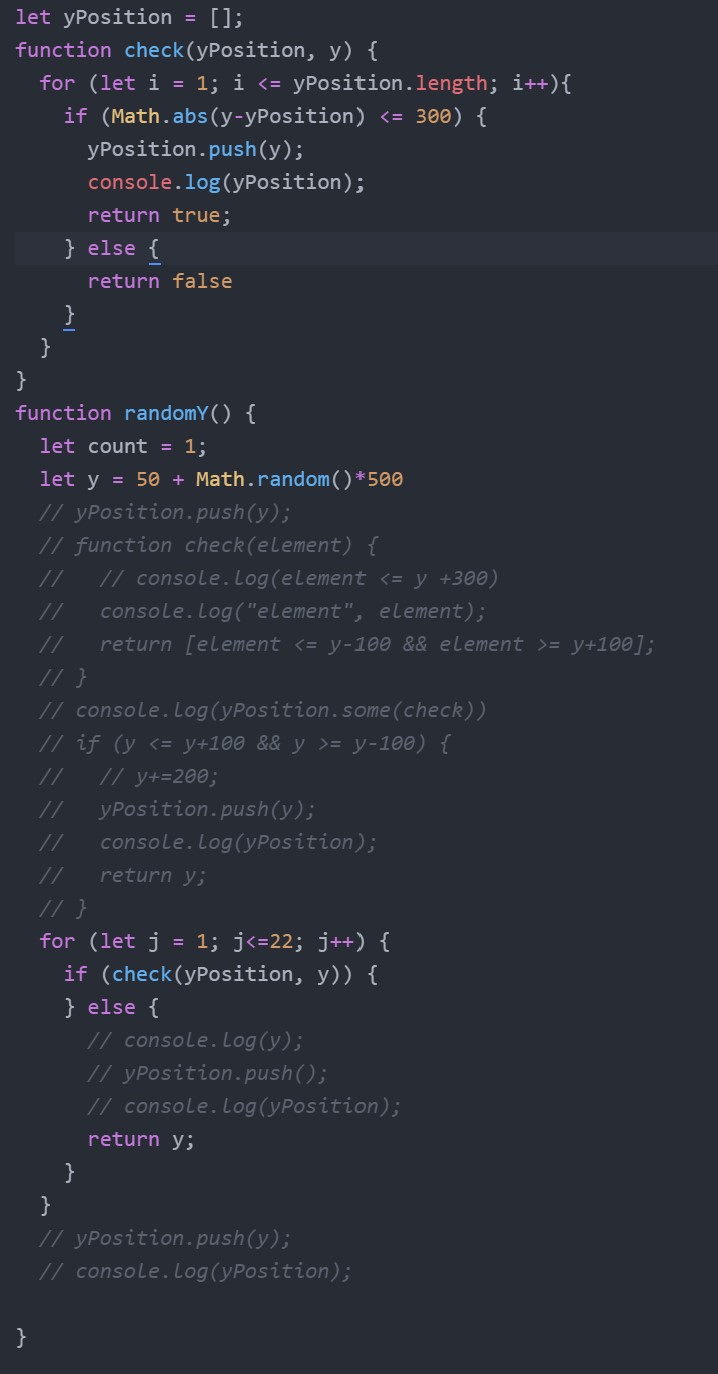 let yPosition = [];
function check(yPosition, y) {
  for (let i = 1; i <= yPosition.length; i++){
    if (Math.abs(y-yPosition) <= 300) {
      yPosition.push(y);
      console.log(yPosition);
      return true;
    } else {
      return false
    }
  }
}
function randomY() {
  let count = 1;
  let y = 50 + Math.random()*500
  // yPosition.push(y);
  // function check(element) {
  //   // console.log(element <= y +300)
  //   console.log("element", element);
  //   return [element <= y-100 && element >= y+100];
  // }
  // console.log(yPosition.some(check))
  // if (y <= y+100 && y >= y-100) {
  //   // y+=200;
  //   yPosition.push(y);
  //   console.log(yPosition);
  //   return y;
  // }
  for (let j = 1; j<=22; j++) {
    if (check(yPosition, y)) {
    } else {
      // console.log(y);
      // yPosition.push();
      // console.log(yPosition);
      return y;
    }
  }
  // yPosition.push(y);
  // console.log(yPosition);

}